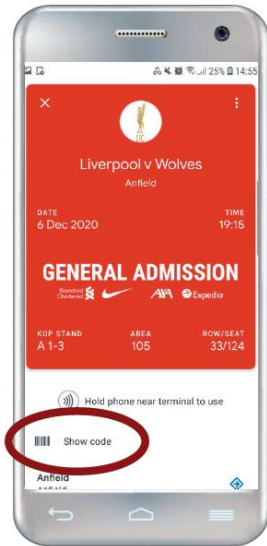 25% 14:55
LFC
Liverpool v Wolves
Anfield
DATE TIME
6 Dec 2020 19:15
GENERAL ADMISSION
Standard Chartered AXA Expedia
KOP STAND AREA ROW/SEAT
A 1-3 105 33/124
Hold phone near terminal to use
Show code
Anfield
Anfield